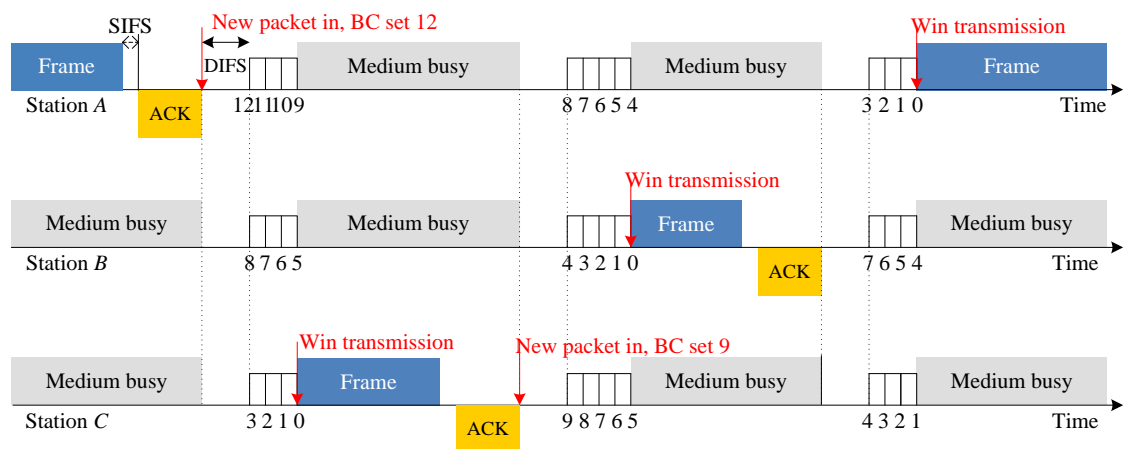 SIFS
New packet in, BC set 12
Win transmission
Frame
DIFS
Medium busy
Medium busy
Frame
Station A
ACK
12 11 10 9
8 7 6 5 4
3 2 1 0
Time
Win transmission
Medium busy
Medium busy
Frame
Medium busy
Station B
8 7 6 5
4 3 2 1 0
ACK
7 6 5 4
Time
Win transmission
New packet in, BC set 9
Medium busy
Frame
Medium busy
Medium busy
Station C
3 2 1 0
ACK
9 8 7 6 5
4 3 2 1
Time